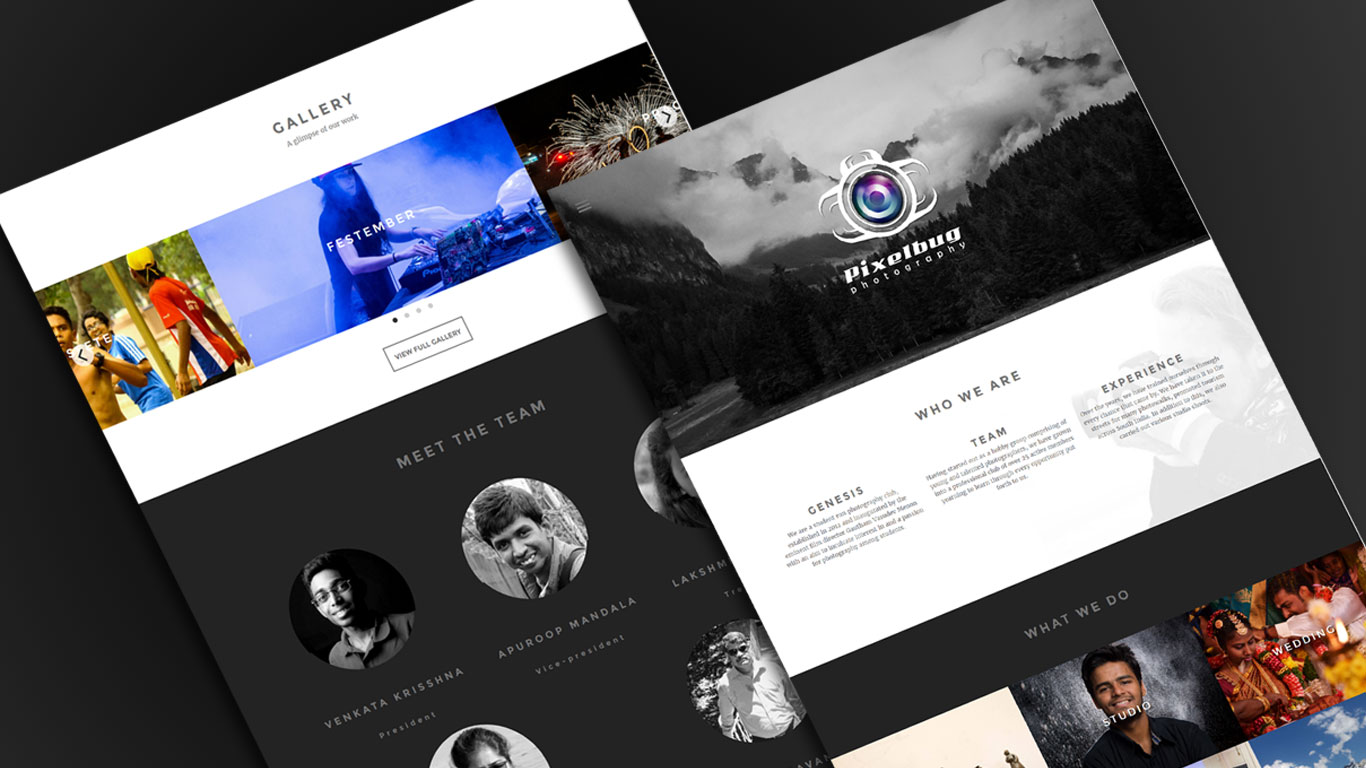 GALLERY
A glimpse of our work
FESTEMBER
VIEW FULL GALLERY
MEET THE TEAM
VENKATA KRISSHNA
President
APUROOP MANDALA
Vice-president
LAKSHM
Tre
Pixelbug
photography
WHO WE ARE
GENESIS
We are a student run photography club,
established in 2012 and inaugurated by the
eminent film director Gautham Vasudev Menon
with an aim to inculcate interest in and a passion
for photography among students.
TEAM
Having started out as a hobby group comprising of
young and talented photographers, we have grown
into a professional club of over 25 active members
yearning to learn through every opportunity put
forth to us.
EXPERIENCE
Over the years, we have trained ourselves through
every chance that came by. We have taken it to the
streets for many photowalks, promoted tourism
across South India. In addition to this, we also
carried out various studio shoots.
WHAT WE DO
STUDIO
WEDDING